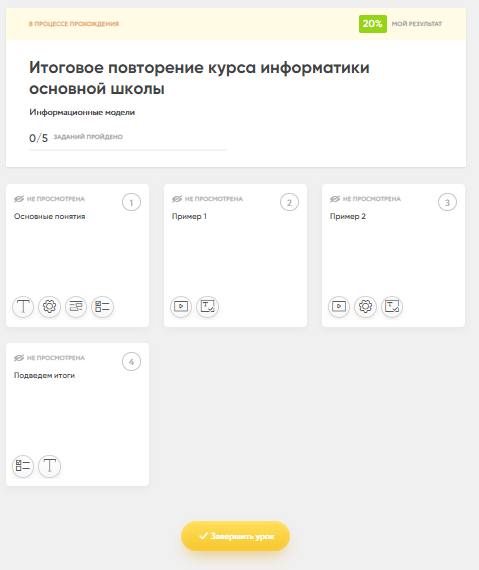 В ПРОЦЕССЕ ПРОХОЖДЕНИЯ
20% МОЙ РЕЗУЛЬТАТ
Итоговое повторение курса информатики
основной школы
Информационные модели
0/5 ЗАДАНИЙ ПРОЙДЕНО
НЕ ПРОСМОТРЕНА 1
Основные понятия
НЕ ПРОСМОТРЕНА 2
Пример 1
НЕ ПРОСМОТРЕНА 3
Пример 2
НЕ ПРОСМОТРЕНА 4
Подведем итоги
Завершить урок